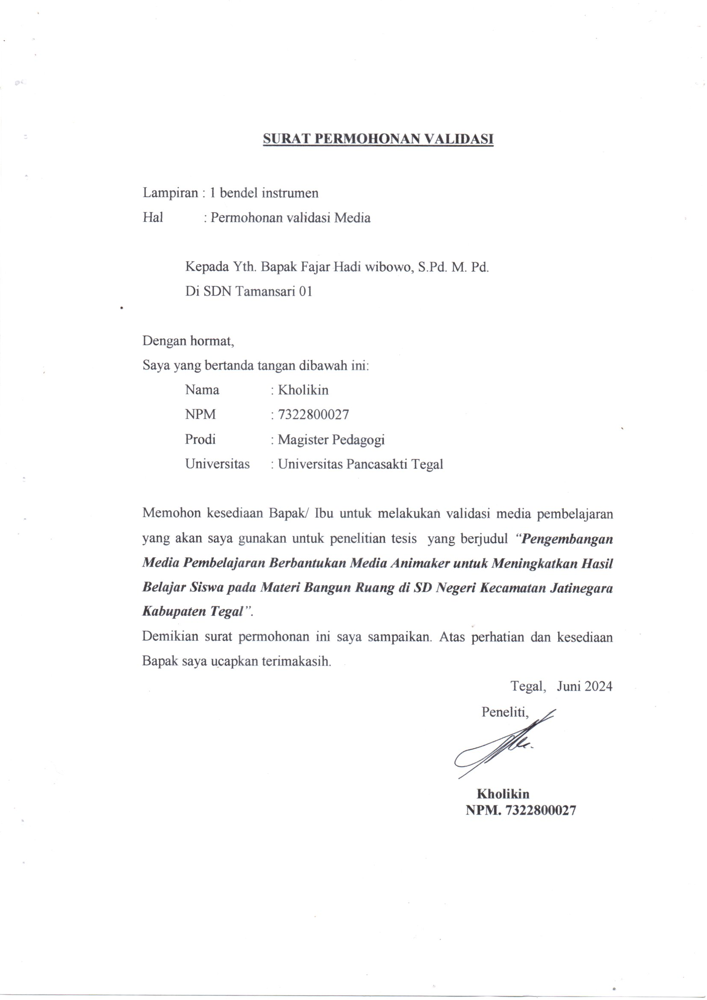 SURAT PERMOHONAN VALIDASI
Lampiran : 1 bendel instrumen
Hal : Permohonan validasi Media
Kepada Yth. Bapak Fajar Hadi wibowo, S.Pd. M. Pd.
Di SDN Tamansari 01
Dengan hormat,
Saya yang bertanda tangan dibawah ini:
Nama : Kholikin
NPM : 7322800027
Prodi : Magister Pedagogi
Universitas : Universitas Pancasakti Tegal
Memohon kesediaan Bapak/ Ibu untuk melakukan validasi media pembelajaran
yang akan saya gunakan untuk penelitian tesis yang berjudul “Pengembangan
Media Pembelajaran Berbantukan Media Animaker untuk Meningkatkan Hasil
Belajar Siswa pada Materi Bangun Ruang di SD Negeri Kecamatan Jatinegara
Kabupaten Tegal”.
Demikian surat permohonan ini saya sampaikan. Atas perhatian dan kesediaan
Bapak saya ucapkan terimakasih.
Tegal, Juni 2024
Peneliti,
Kholikin
NPM. 7322800027